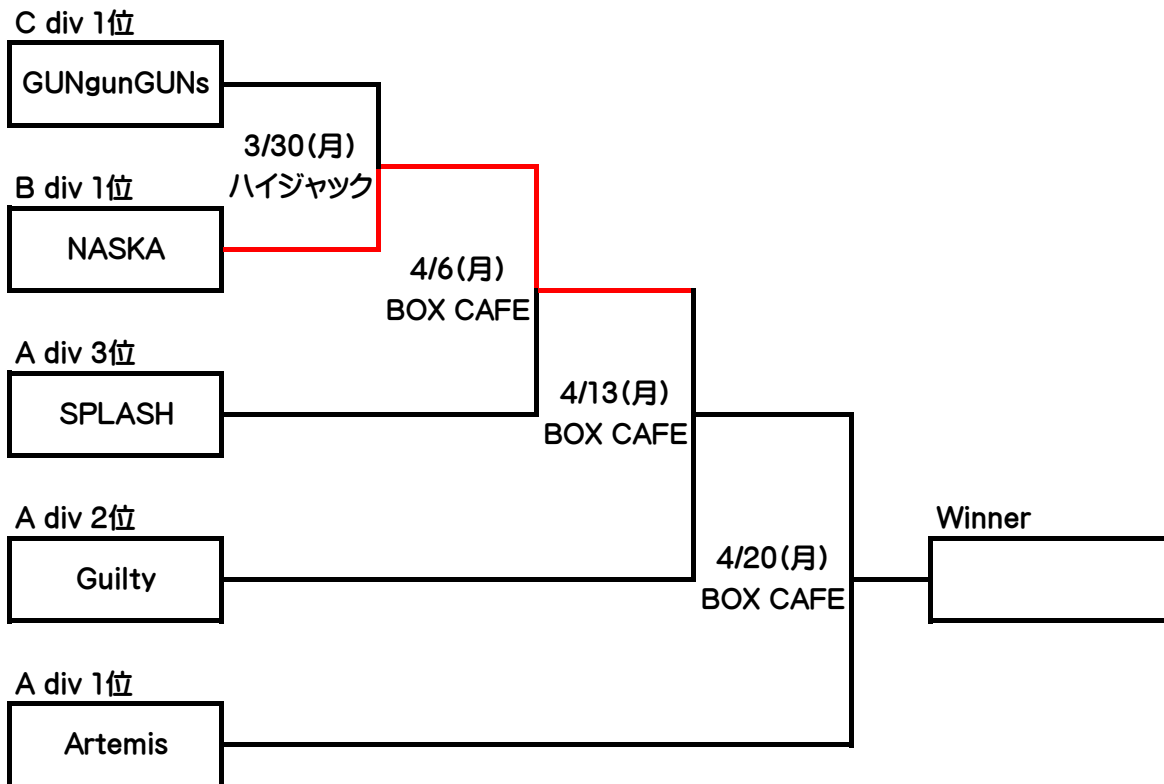 C div 1位
GUNgunGUNs
3/30(月)
ハイジャック
B div 1位
NASKA
4/6(月)
BOX CAFE
A div 3位
SPLASH
4/13(月)
BOX CAFE
A div 2位
Guilty
Winner
4/20(月)
BOX CAFE
A div 1位
Artemis